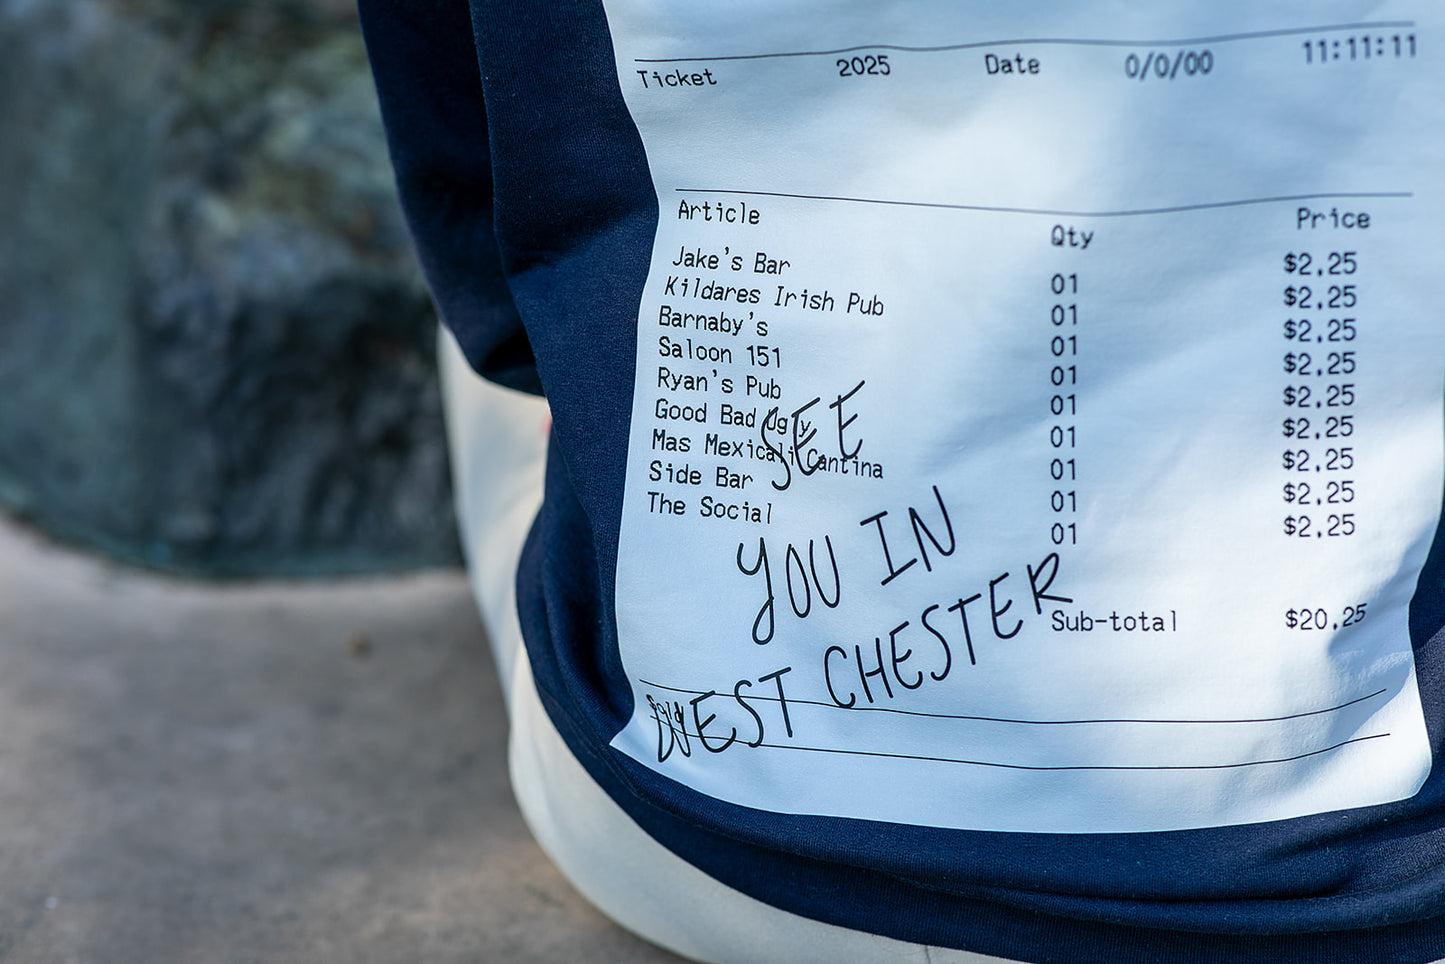 Ticket 2025 Date 0/0/00 11:11:11
Article Qty Price
Jake's Bar 01 $2.25
Kildares Irish Pub 01 $2.25
Barnaby's 01 $2.25
Saloon 151 01 $2.25
Ryan's Pub 01 $2.25
Good Bad Ugly 01 $2.25
Mas Mexicali Cantina 01 $2.25
Side Bar 01 $2.25
The Social 01 $2.25
SEE
YOU IN
WEST CHESTER
Sub-total $20.25